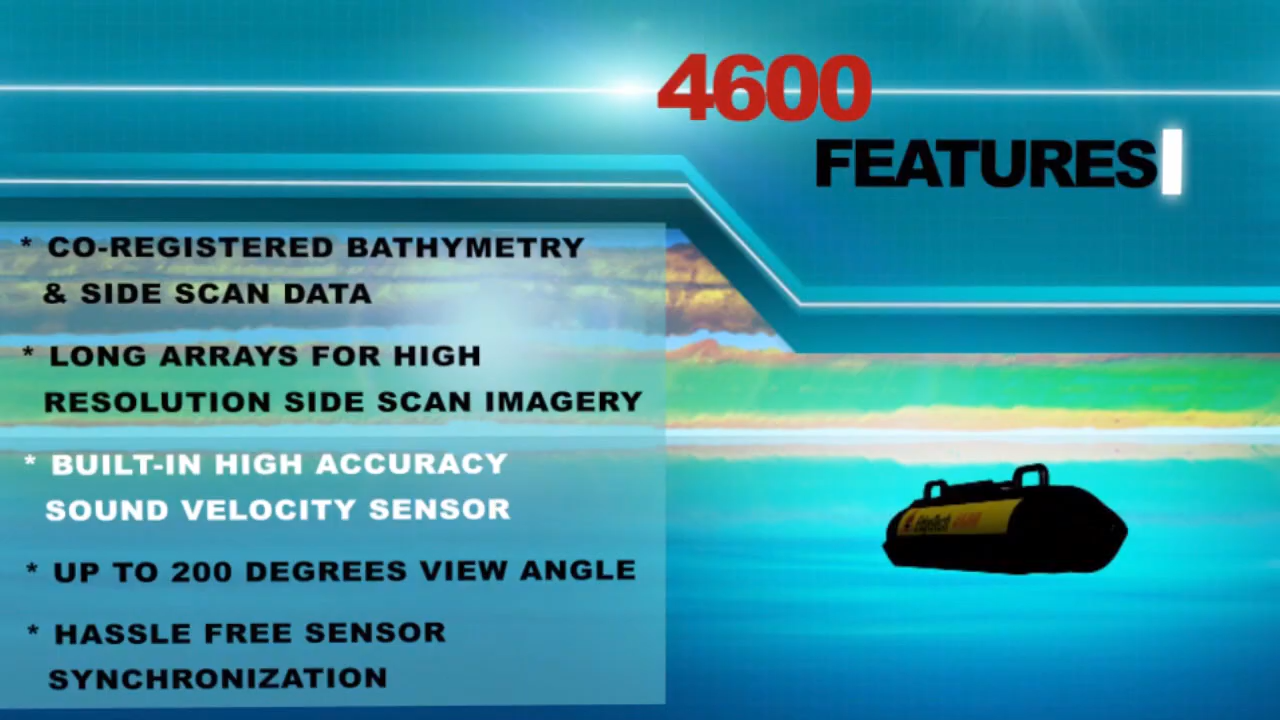 4600
FEATURES
* CO-REGISTERED BATHYMETRY
& SIDE SCAN DATA
* LONG ARRAYS FOR HIGH
RESOLUTION SIDE SCAN IMAGERY
* BUILT-IN HIGH ACCURACY
SOUND VELOCITY SENSOR
* UP TO 200 DEGREES VIEW ANGLE
* HASSLE FREE SENSOR
SYNCHRONIZATION
4600